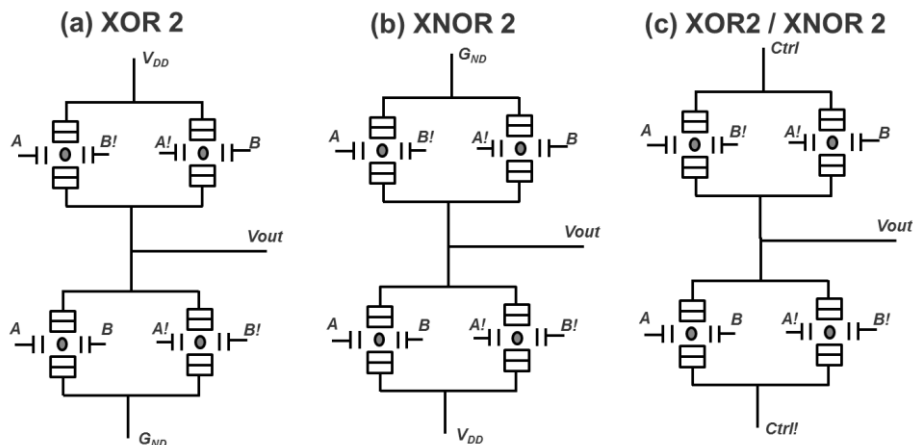 (a) XOR 2
(b) XNOR 2
(c) XOR2 / XNOR 2
VDD
GND
Ctrl
A B! A! B
A B! A! B
A B! A! B
Vout
Vout
Vout
A B A! B!
A B A! B!
A B A! B!
GND
VDD
Ctrl!